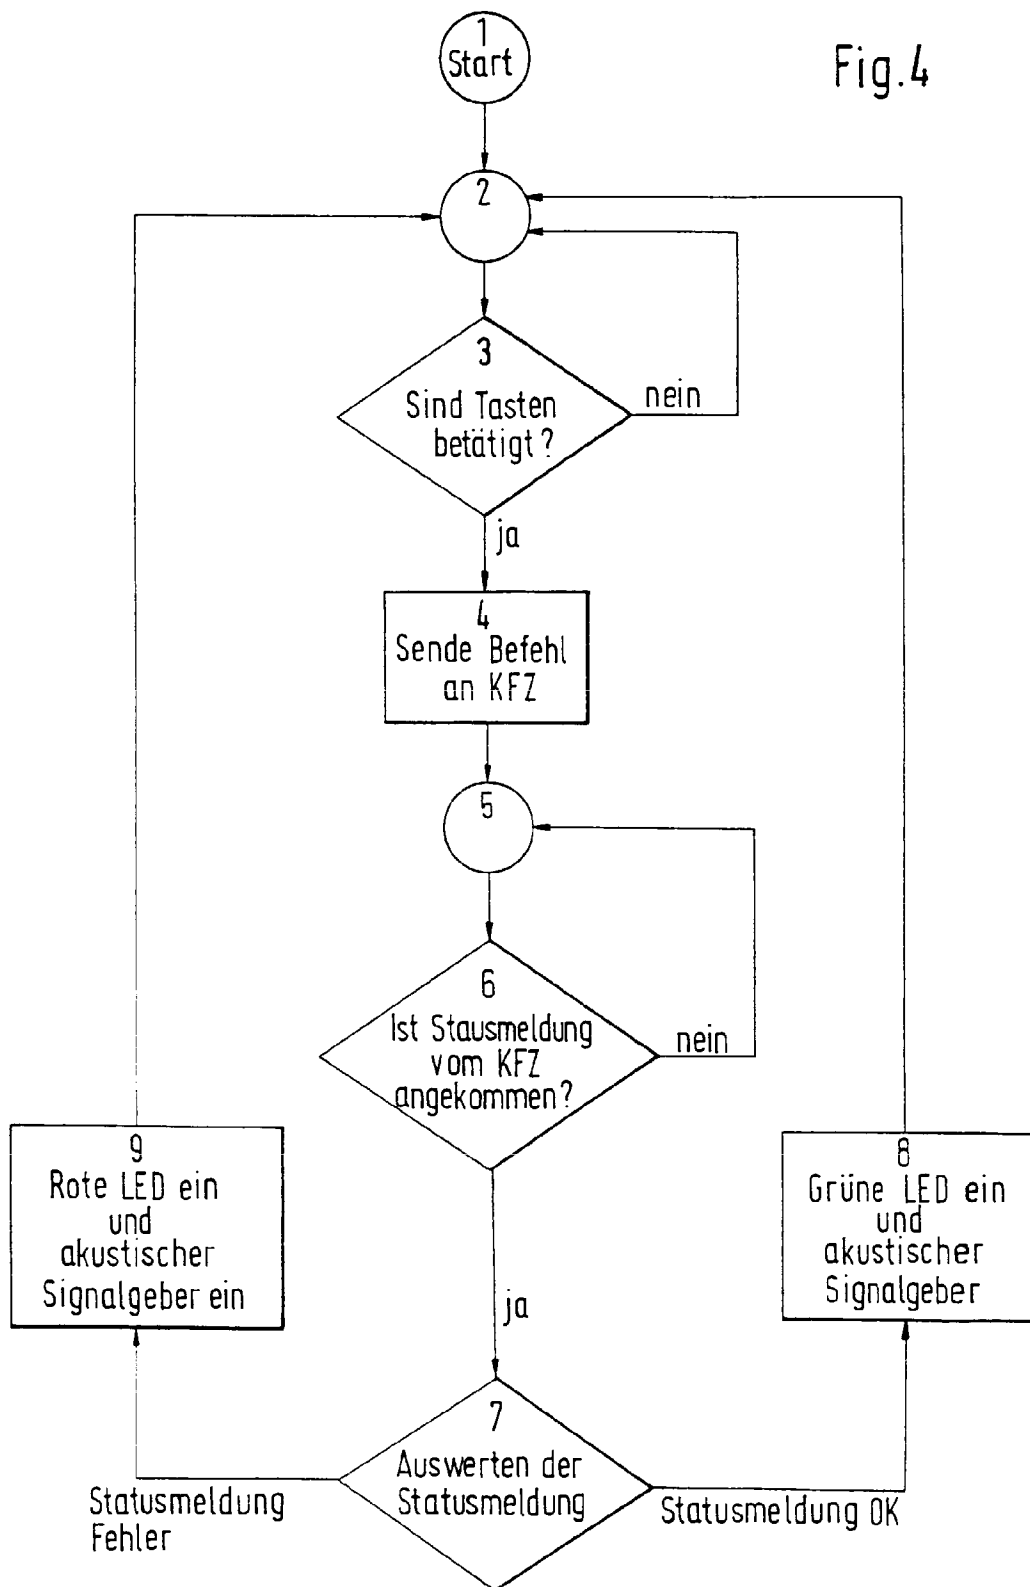 1
Start
Fig.4
2
3
Sind Tasten
betätigt?
nein
ja
4
Sende Befehl
an KFZ
5
6
Ist Stausmeldung
vom KFZ
angekommen?
nein
ja
9
Rote LED ein
und
akustischer
Signalgeber ein
8
Grüne LED ein
und
akustischer
Signalgeber
7
Auswerten der
Statusmeldung
Statusmeldung
Fehler
Statusmeldung OK